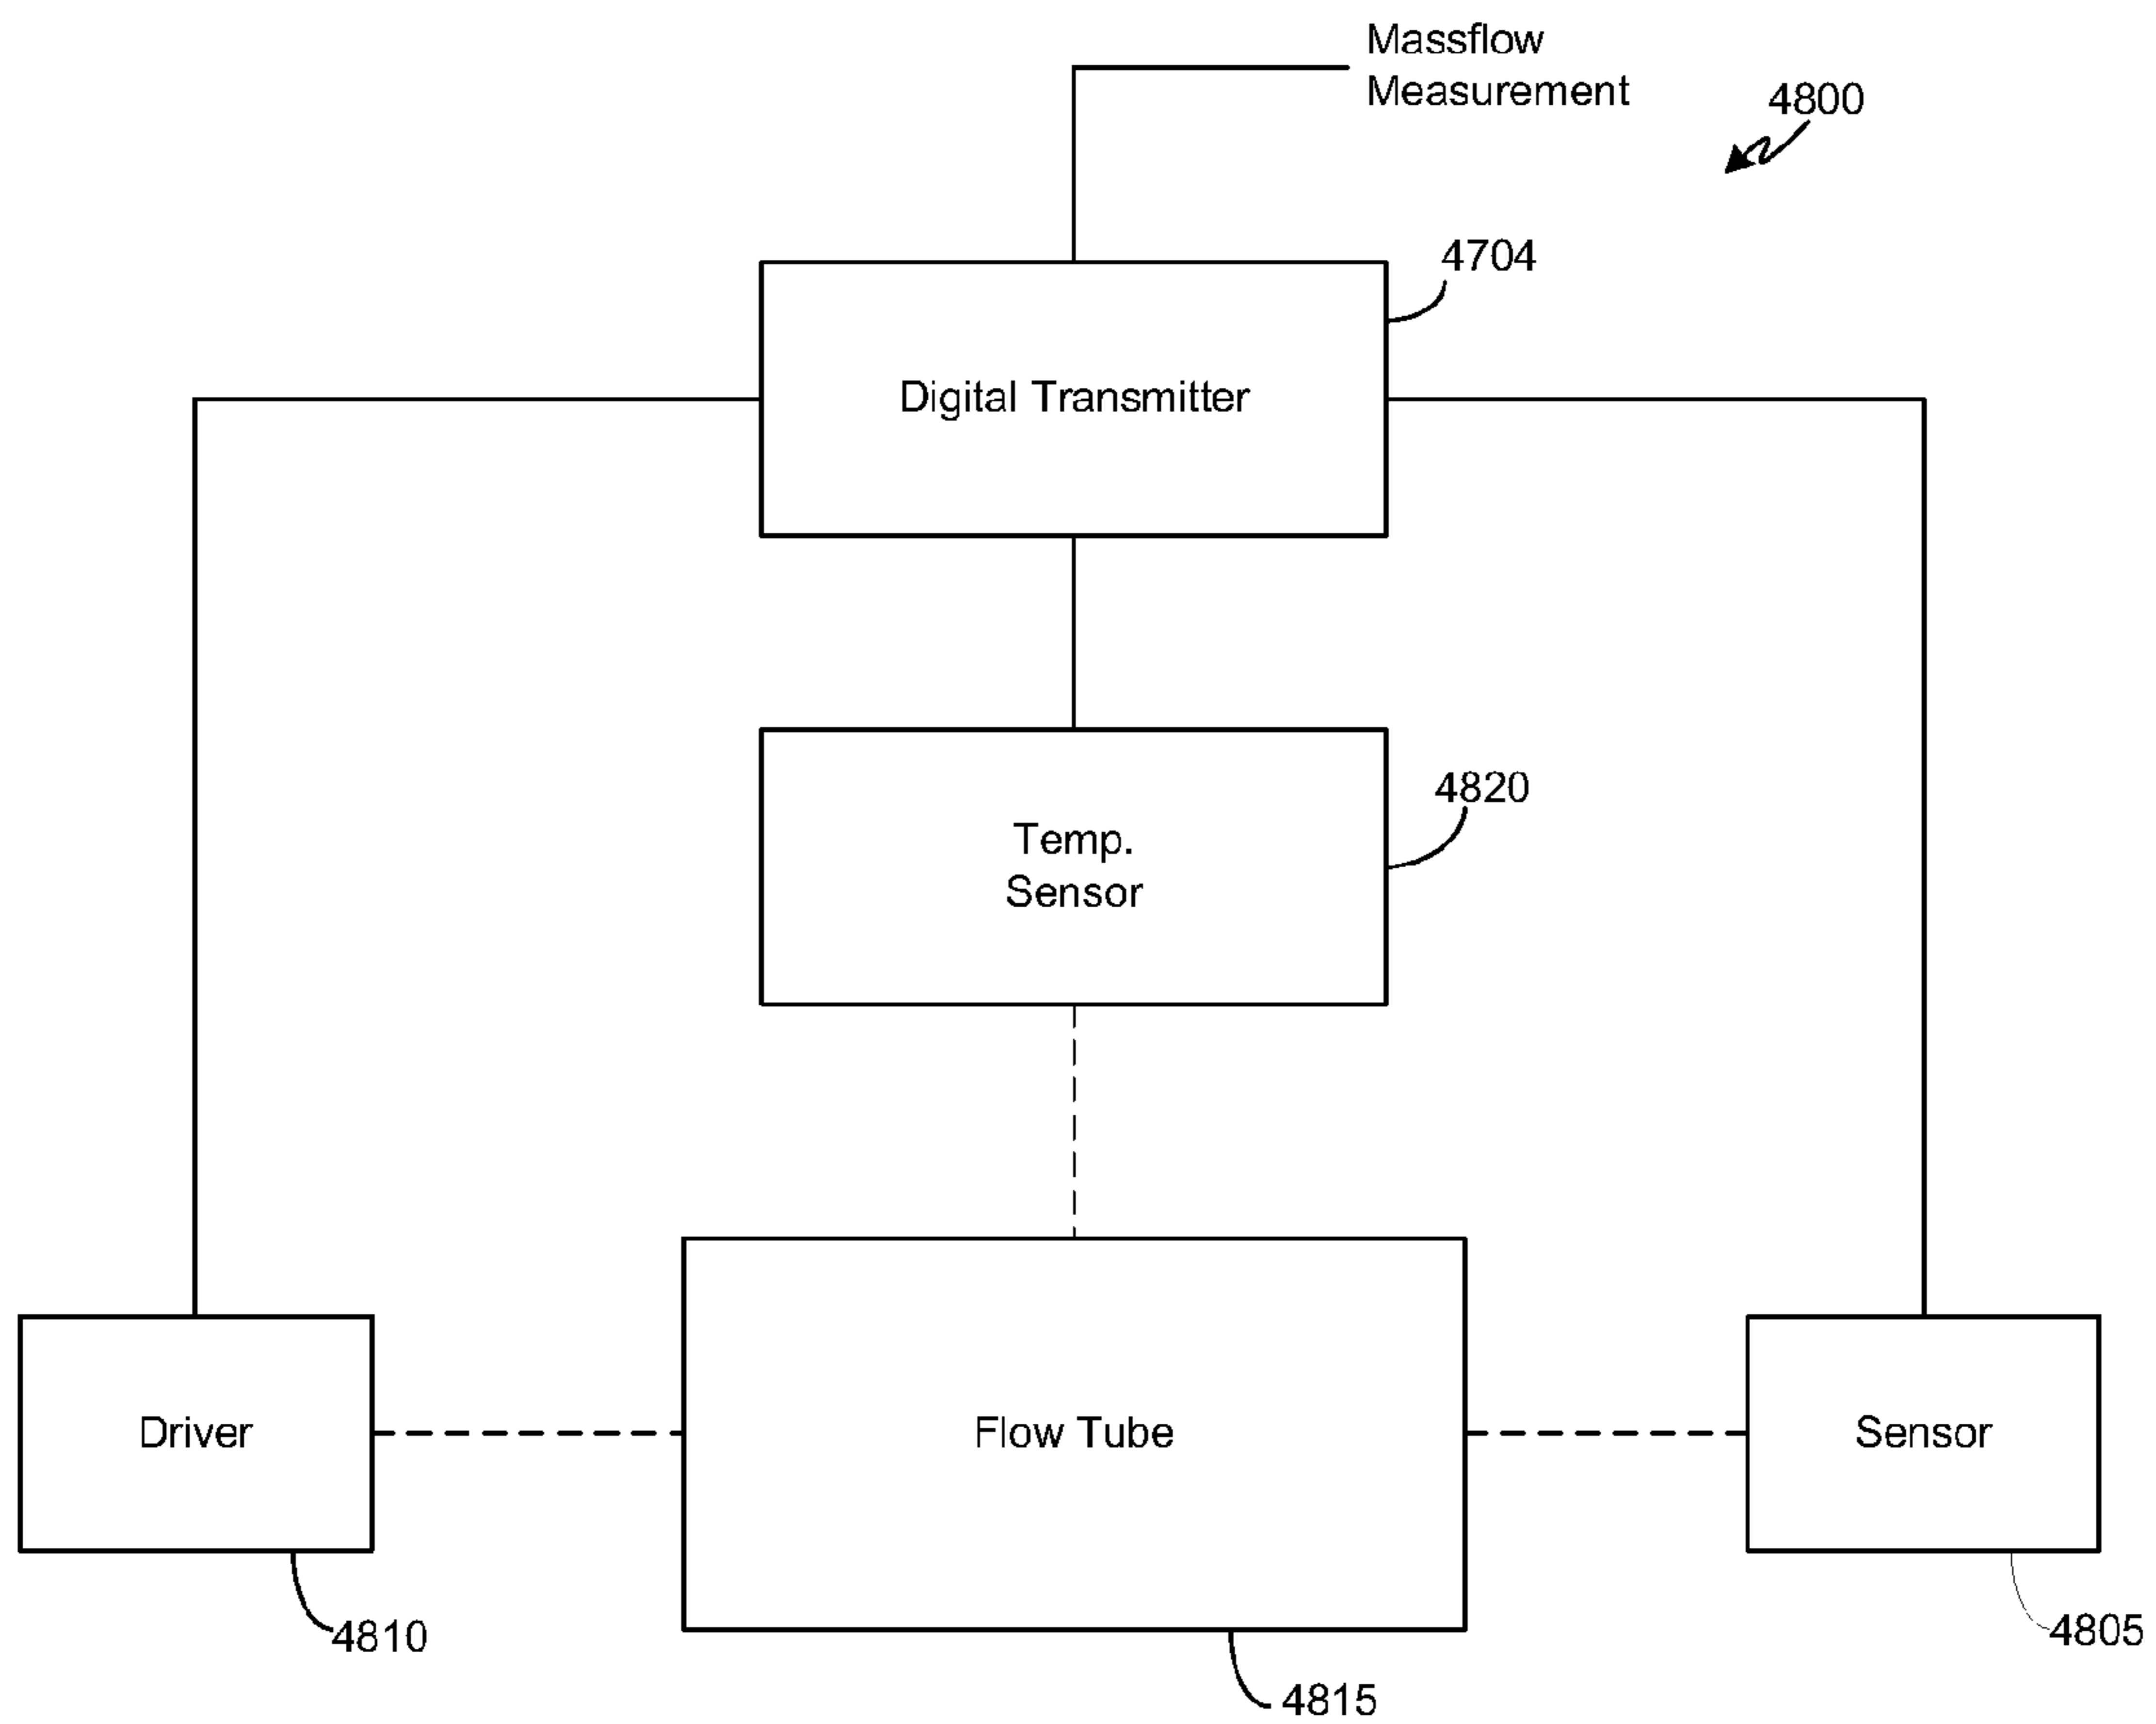 Massflow
Measurement
4800
4704
Digital Transmitter
4820
Temp.
Sensor
Driver
Flow Tube
Sensor
4810
4805
4815